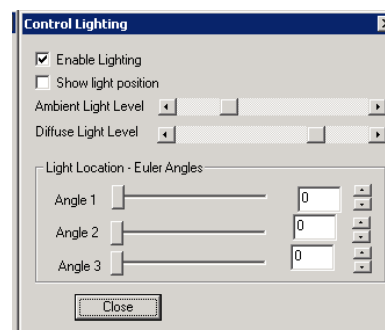 Control Lighting
Enable Lighting
Show light position
Ambient Light Level
Diffuse Light Level
Light Location - Euler Angles
Angle 1 0
Angle 2 0
Angle 3 0
Close